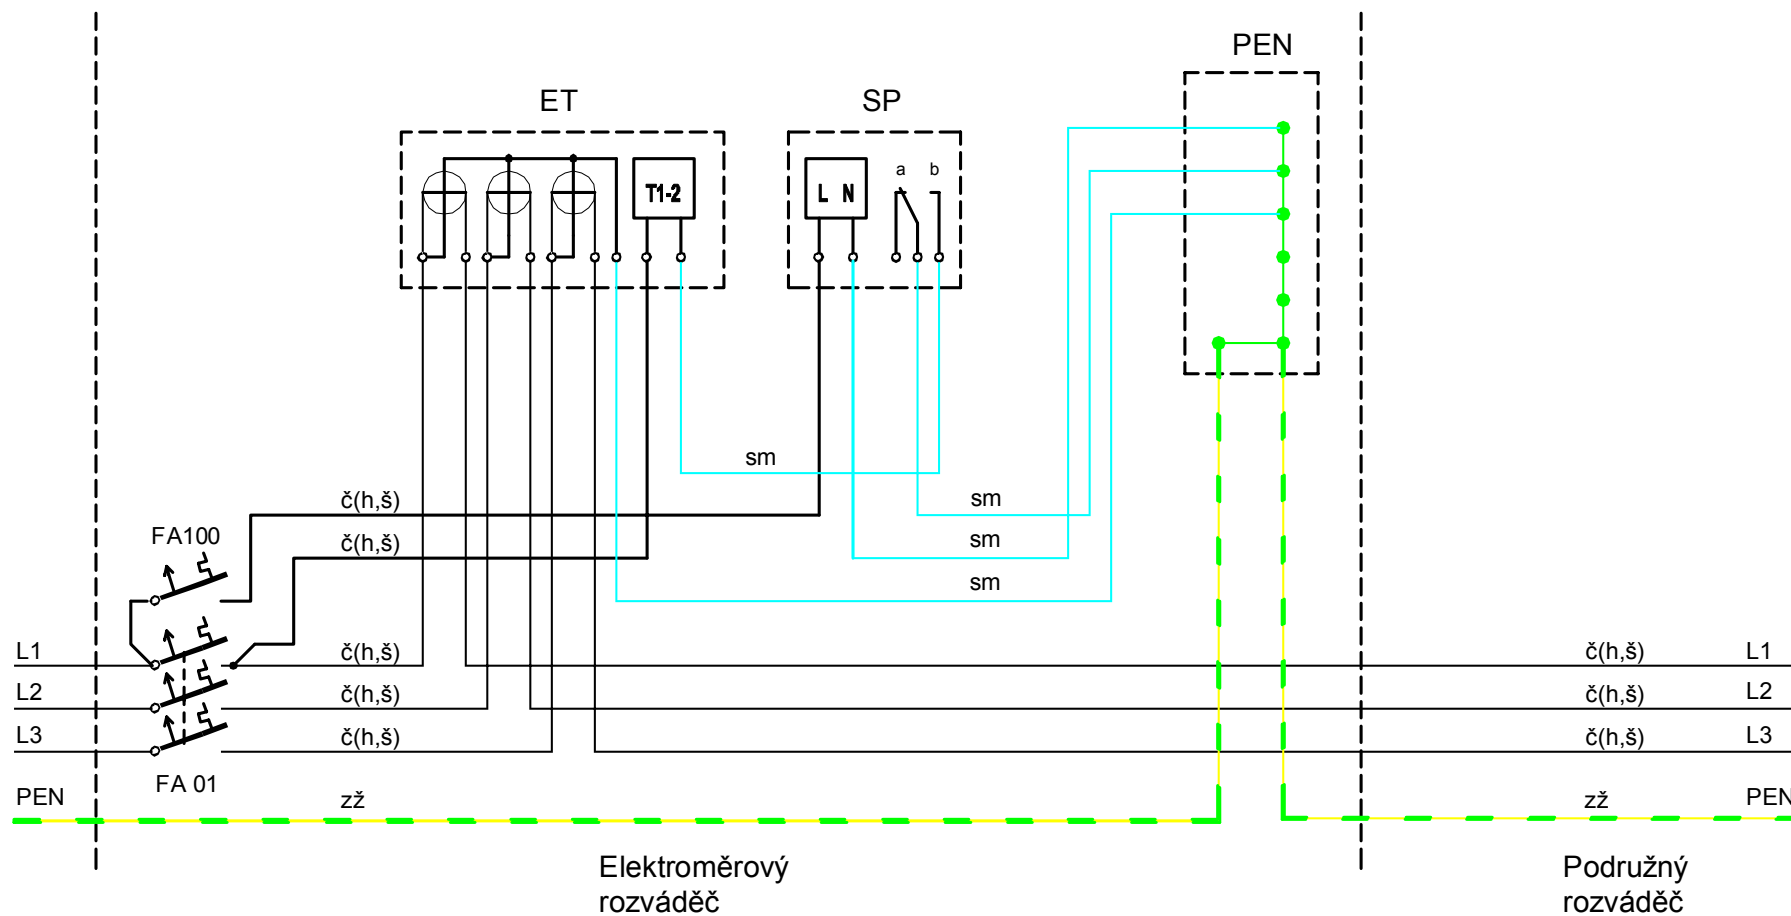 PEN
ET
SP
a
b
T1-2
L N
sm
č(h,š)
sm
FA100
č(h,š)
sm
sm
L1
č(h,š)
č(h,š)
L1
L2
č(h,š)
č(h,š)
L2
L3
č(h,š)
č(h,š)
L3
FA 01
PEN
zž
zž
PEN
Elektroměrový
rozváděč
Podružný
rozváděč